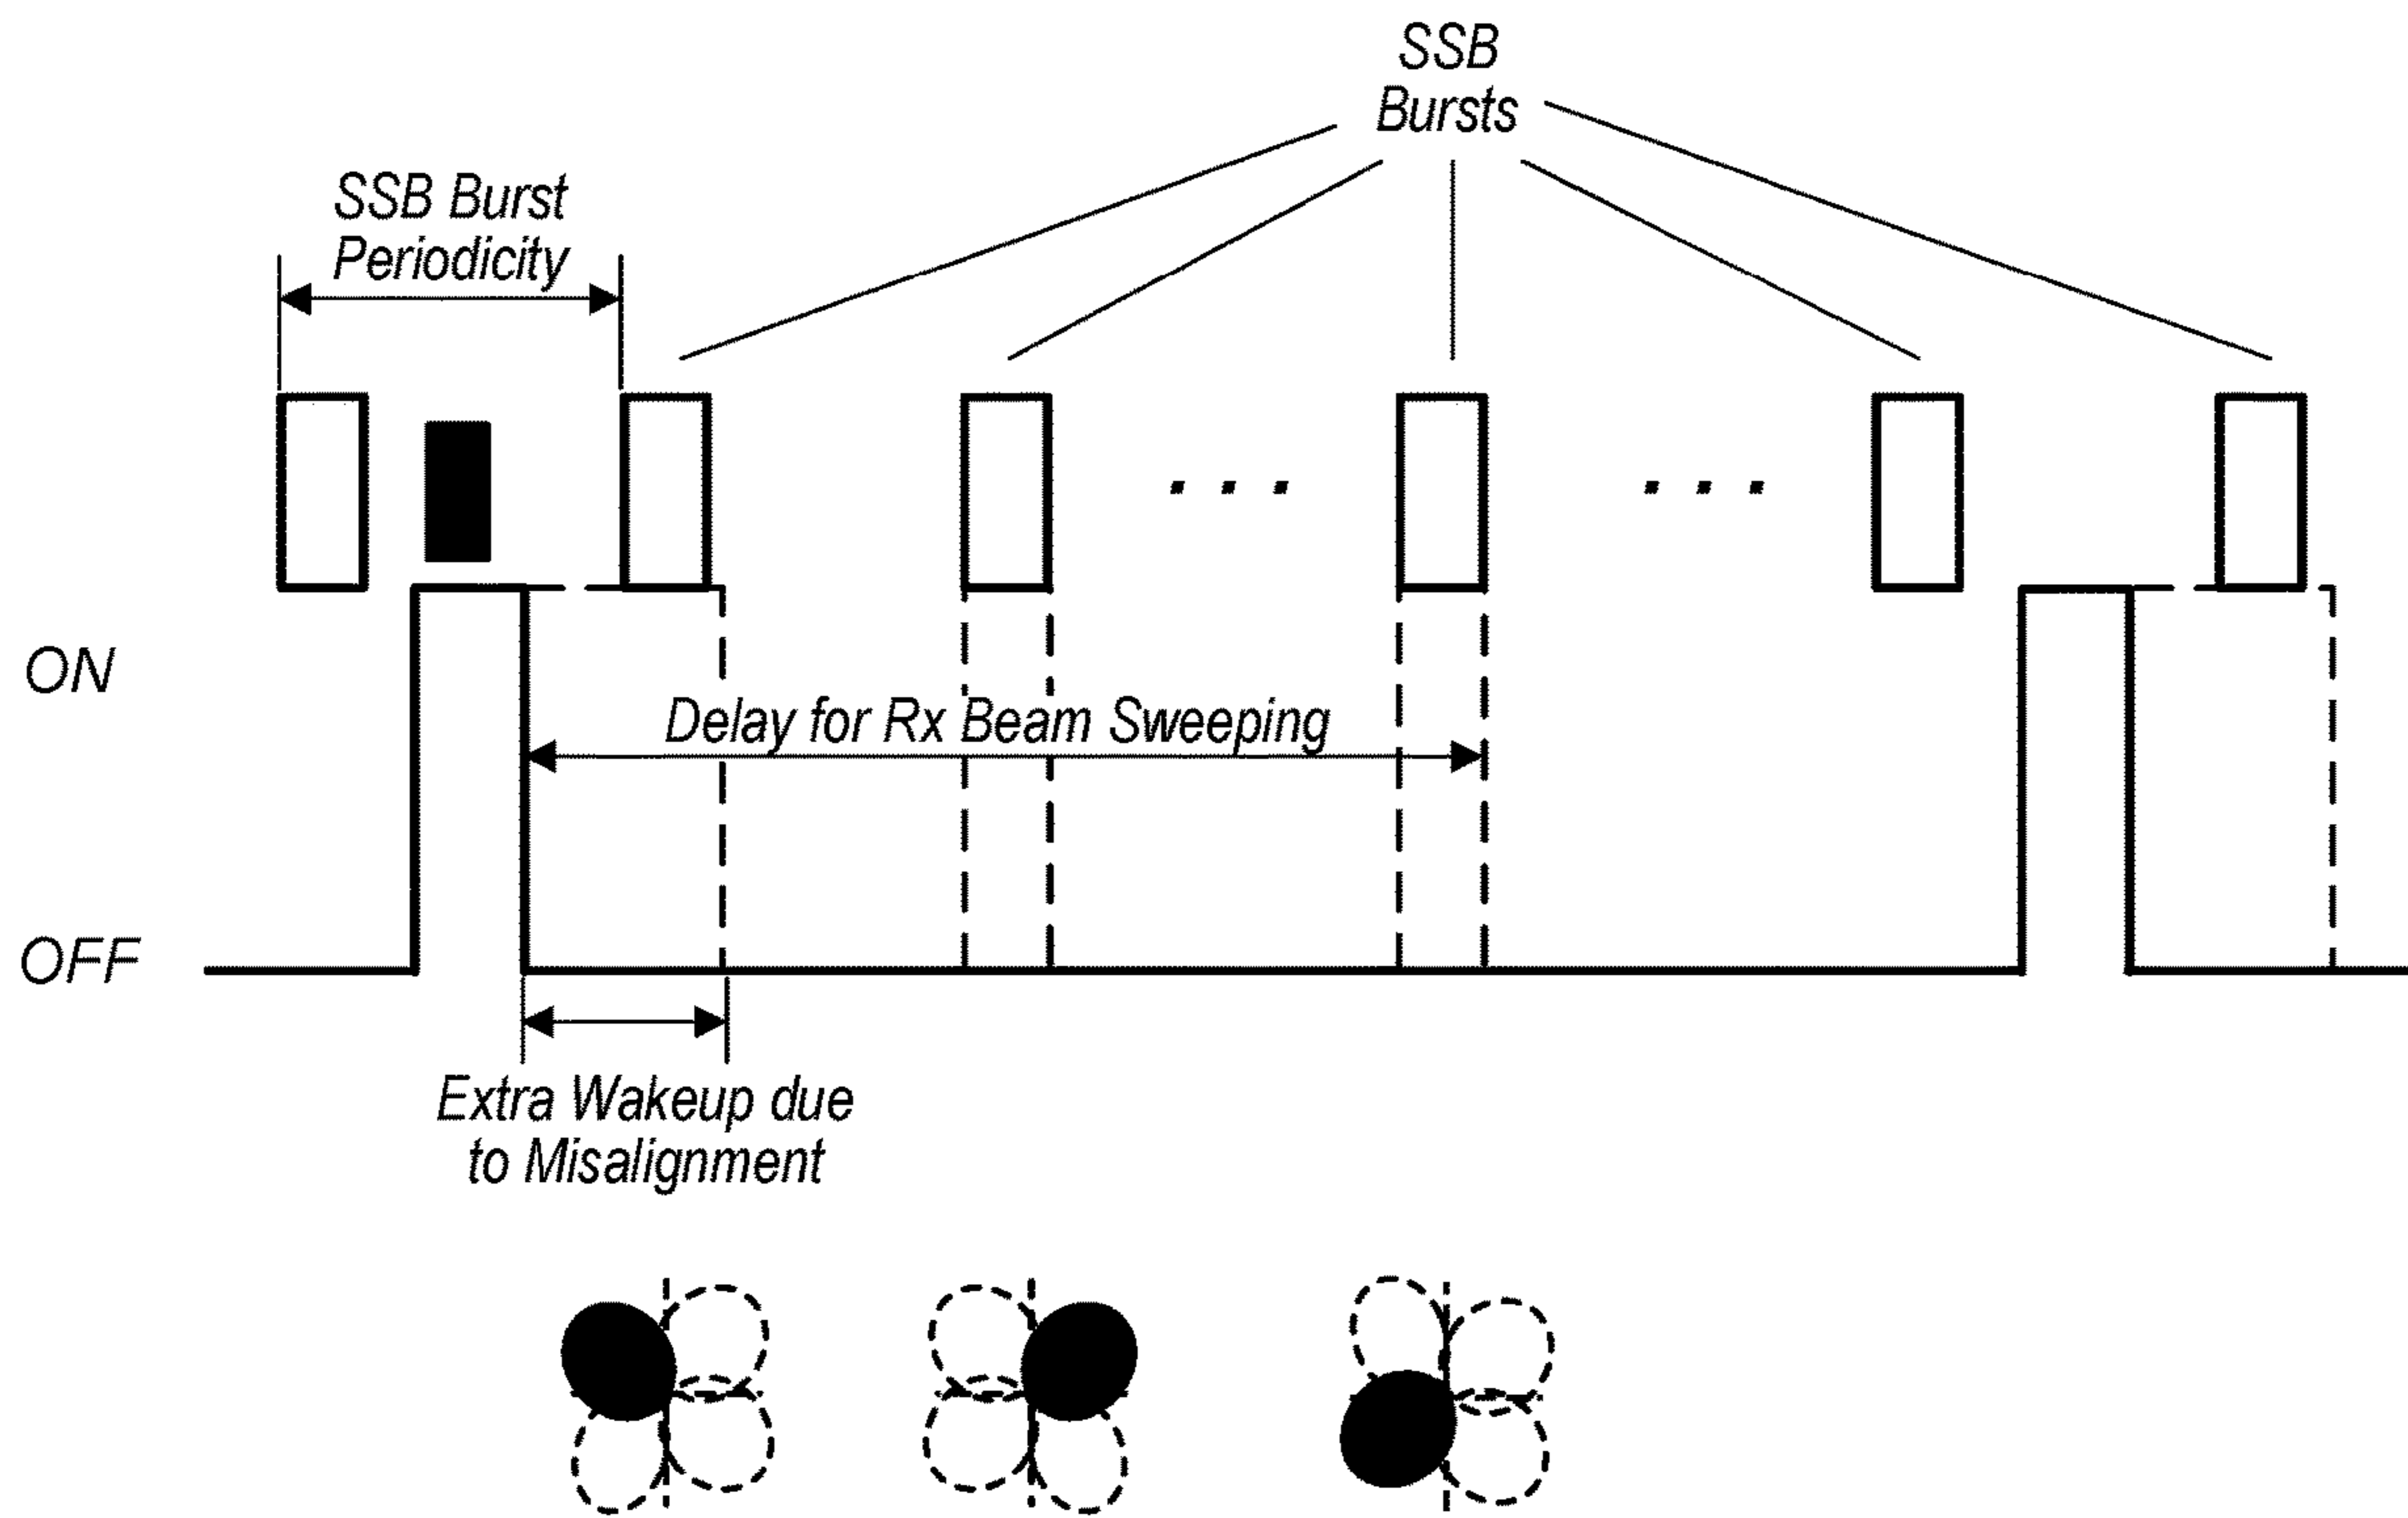 SSB
Bursts
SSB Burst
Periodicity
. . .
. . .
ON
Delay for Rx Beam Sweeping
OFF
Extra Wakeup due
to Misalignment